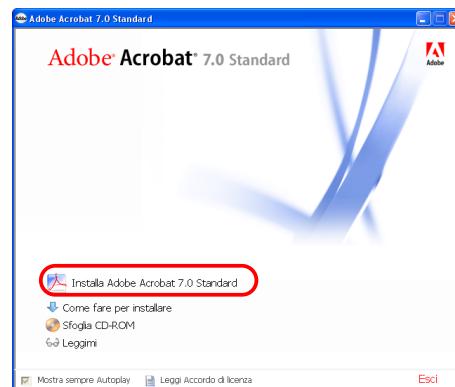 Adobe Acrobat 7.0 Standard
Adobe Acrobat 7.0 Standard
Adobe
Installa Adobe Acrobat 7.0 Standard
Come fare per installare
Sfoglia CD-ROM
Leggimi
Mostra sempre Autoplay
Leggi Accordo di licenza
Esci